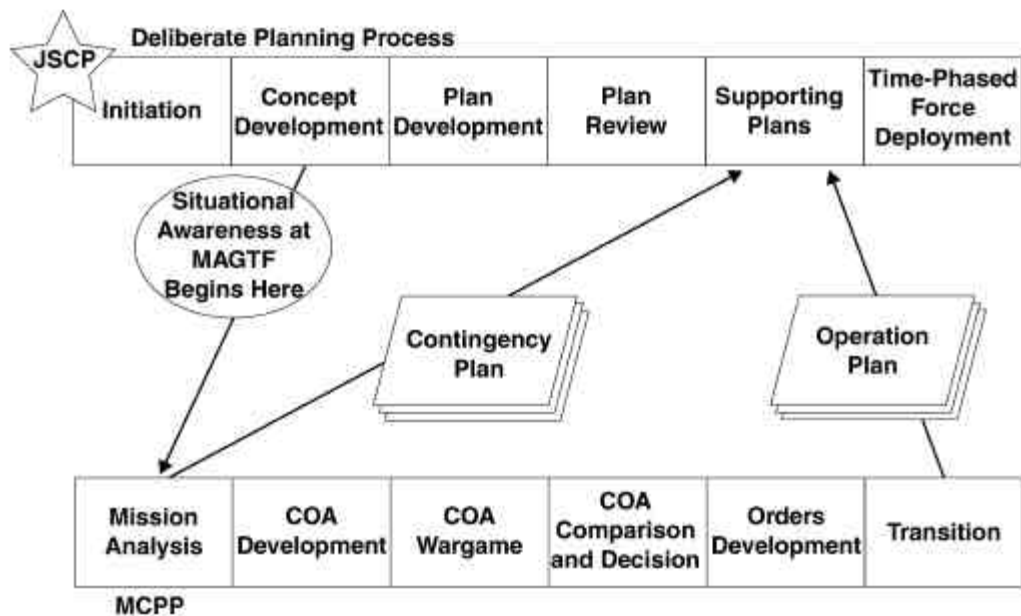 Deliberate Planning Process
JSCP
Initiation
Concept
Development
Plan
Development
Plan
Review
Supporting
Plans
Time-Phased
Force
Deployment
Situational
Awareness at
MAGTF
Begins Here
Contingency
Plan
Operation
Plan
Mission
Analysis
COA
Development
COA
Wargame
COA
Comparison
and Decision
Orders
Development
Transition
MCPP